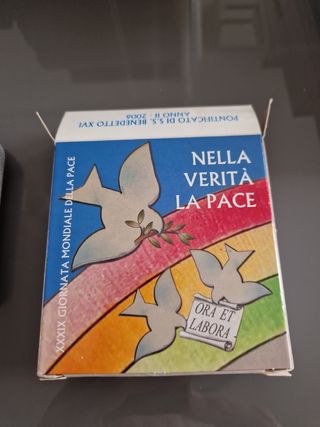 PONTIFICATO DI S.S. BENEDETTO XVI
ANNO II - 2006
NELLA
VERITÀ
LA PACE
XXXIX GIORNATA MONDIALE DELLA PACE
ORA ET
LABORA